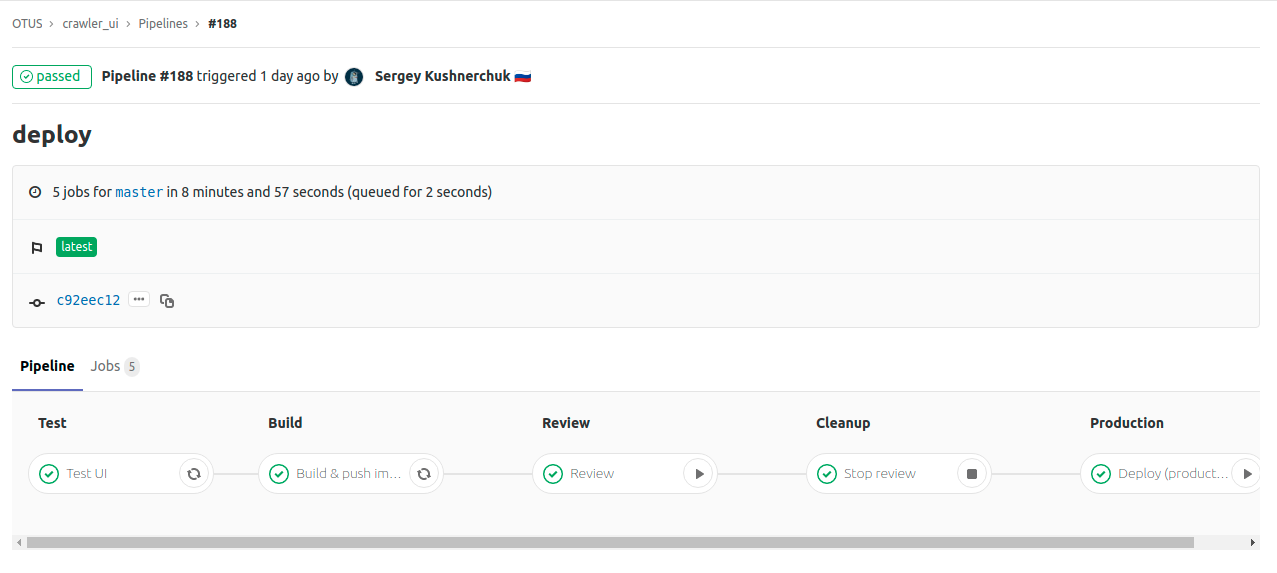 OTUS › crawler_ui › Pipelines › #188
passed Pipeline #188 triggered 1 day ago by Sergey Kushnerchuk
deploy
5 jobs for master in 8 minutes and 57 seconds (queued for 2 seconds)
latest
c92eec12 ...
Pipeline Jobs 5
Test Build Review Cleanup Production
Test UI Build & push im... Review Stop review Deploy (product...